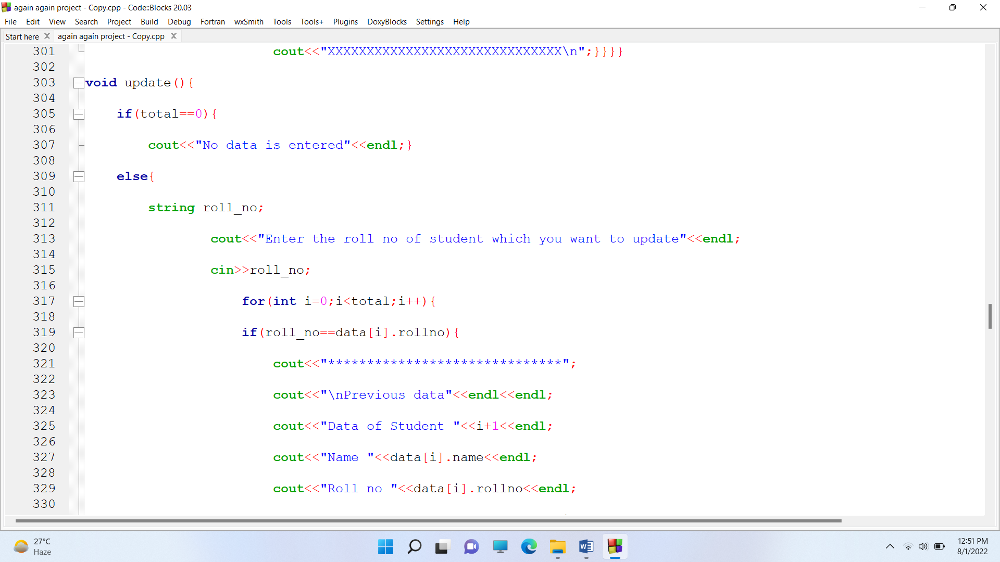 again again project - Copy.cpp - Code::Blocks 20.03
File Edit View Search Project Build Debug Fortran wxSmith Tools Tools+ Plugins DoxyBlocks Settings Help
Start here again again project - Copy.cpp
301 cout<<"XXXXXXXXXXXXXXXXXXXXXXXXXXXXXX\n";}}}}
302
303 void update(){
304
305 if(total==0){
306
307 cout<<"No data is entered"<<endl;}
308
309 else{
310
311 string roll_no;
312
313 cout<<"Enter the roll no of student which you want to update"<<endl;
314
315 cin>>roll_no;
316
317 for(int i=0;i<total;i++){
318
319 if(roll_no==data[i].rollno){
320
321 cout<<"******************************";
322
323 cout<<"\nPrevious data"<<endl<<endl;
324
325 cout<<"Data of Student "<<i+1<<endl;
326
327 cout<<"Name "<<data[i].name<<endl;
328
329 cout<<"Roll no "<<data[i].rollno<<endl;
330
27°C
Haze
12:51 PM
8/1/2022